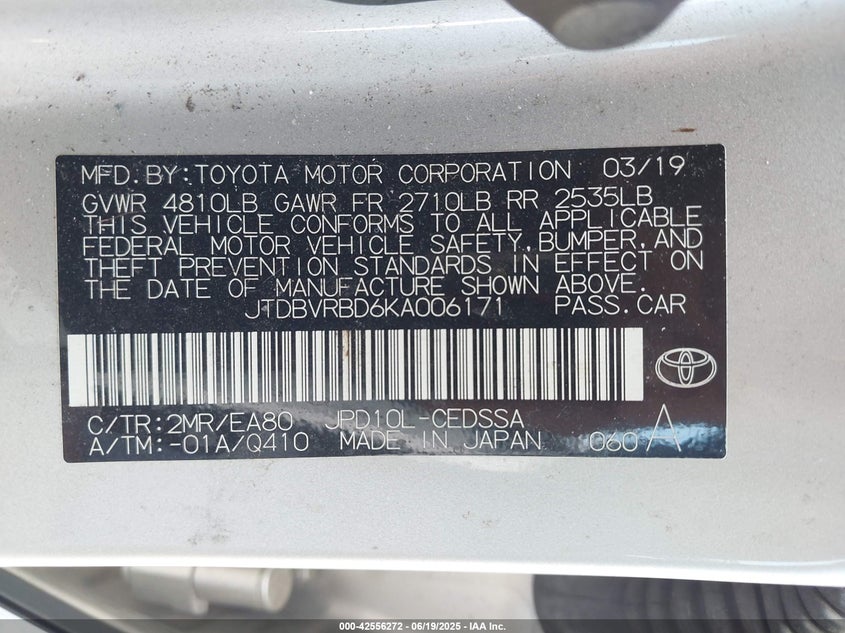 MFD.BY:TOYOTA MOTOR CORPORATION 03/19
GVWR 4810LB GAWR FR 2710LB RR 2535LB
THIS VEHICLE CONFORMS TO ALL APPLICABLE
FEDERAL MOTOR VEHICLE SAFETY,BUMPER,AND
THEFT PREVENTION STANDARDS IN EFFECT ON
THE DATE OF MANUFACTURE SHOWN ABOVE.
JTDBVRBD6KA006171 PASS.CAR
C/TR:2MR/EA80 JPD10L-CEDSSA
A/TM:-01A/Q410 MADE IN JAPAN 060 A
000-42556272 - 06/19/2025 - IAA Inc.